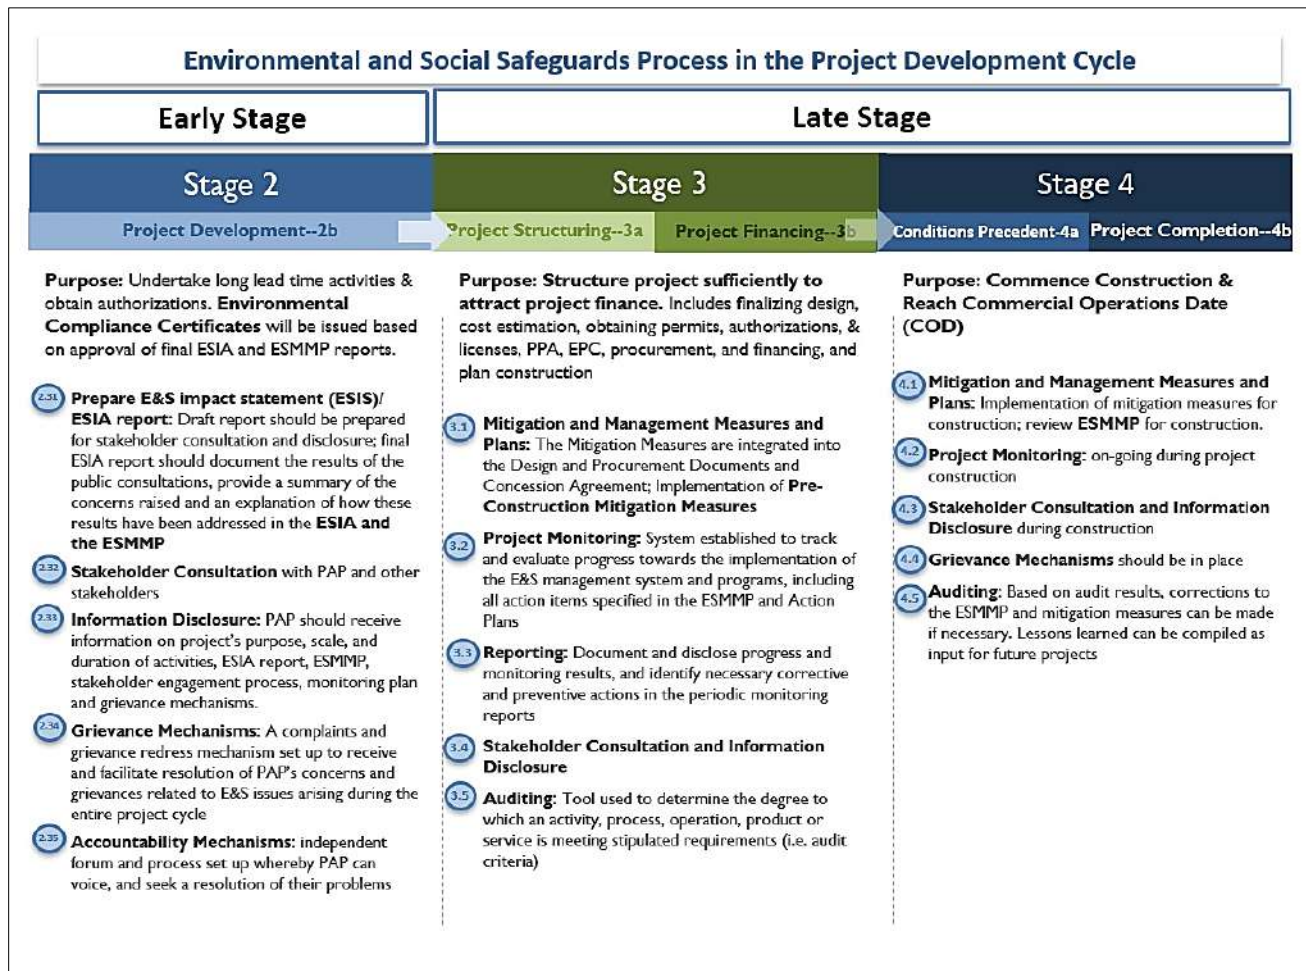 Environmental and Social Safeguards Process in the Project Development Cycle
Early Stage
Late Stage
Stage 2
Stage 3
Stage 4
Project Development--2b
Project Structuring--3a
Project Financing--3b
Conditions Precedent-4a
Project Completion--4b
Purpose: Undertake long lead time activities &
obtain authorizations. Environmental
Compliance Certificates will be issued based
on approval of final ESIA and ESMMP reports.
2.31
Prepare E&S impact statement (ESIS)/
ESIA report: Draft report should be prepared
for stakeholder consultation and disclosure; final
ESIA report should document the results of the
public consultations, provide a summary of the
concerns raised and an explanation of how these
results have been addressed in the ESIA and
the ESMMP
2.32
Stakeholder Consultation with PAP and other
stakeholders
2.33
Information Disclosure: PAP should receive
information on project's purpose, scale, and
duration of activities, ESIA report, ESMMP,
stakeholder engagement process, monitoring plan
and grievance mechanisms.
2.34
Grievance Mechanisms: A complaints and
grievance redress mechanism set up to receive
and facilitate resolution of PAP's concerns and
grievances related to E&S issues arising during the
entire project cycle
2.35
Accountability Mechanisms: independent
forum and process set up whereby PAP can
voice, and seek a resolution of their problems
Purpose: Structure project sufficiently to
attract project finance. Includes finalizing design,
cost estimation, obtaining permits, authorizations, &
licenses, PPA, EPC, procurement, and financing, and
plan construction
3.1
Mitigation and Management Measures and
Plans: The Mitigation Measures are integrated into
the Design and Procurement Documents and
Concession Agreement; Implementation of Pre-
Construction Mitigation Measures
3.2
Project Monitoring: System established to track
and evaluate progress towards the implementation of
the E&S management system and programs, including
all action items specified in the ESMMP and Action
Plans
3.3
Reporting: Document and disclose progress and
monitoring results, and identify necessary corrective
and preventive actions in the periodic monitoring
reports
3.4
Stakeholder Consultation and Information
Disclosure
3.5
Auditing: Tool used to determine the degree to
which an activity, process, operation, product or
service is meeting stipulated requirements (i.e. audit
criteria)
Purpose: Commence Construction &
Reach Commercial Operations Date
(COD)
4.1
Mitigation and Management Measures and
Plans: Implementation of mitigation measures for
construction; review ESMMP for construction.
4.2
Project Monitoring: on-going during project
construction
4.3
Stakeholder Consultation and Information
Disclosure during construction
4.4
Grievance Mechanisms should be in place
4.5
Auditing: Based on audit results, corrections to
the ESMMP and mitigation measures can be made
if necessary. Lessons learned can be compiled as
input for future projects